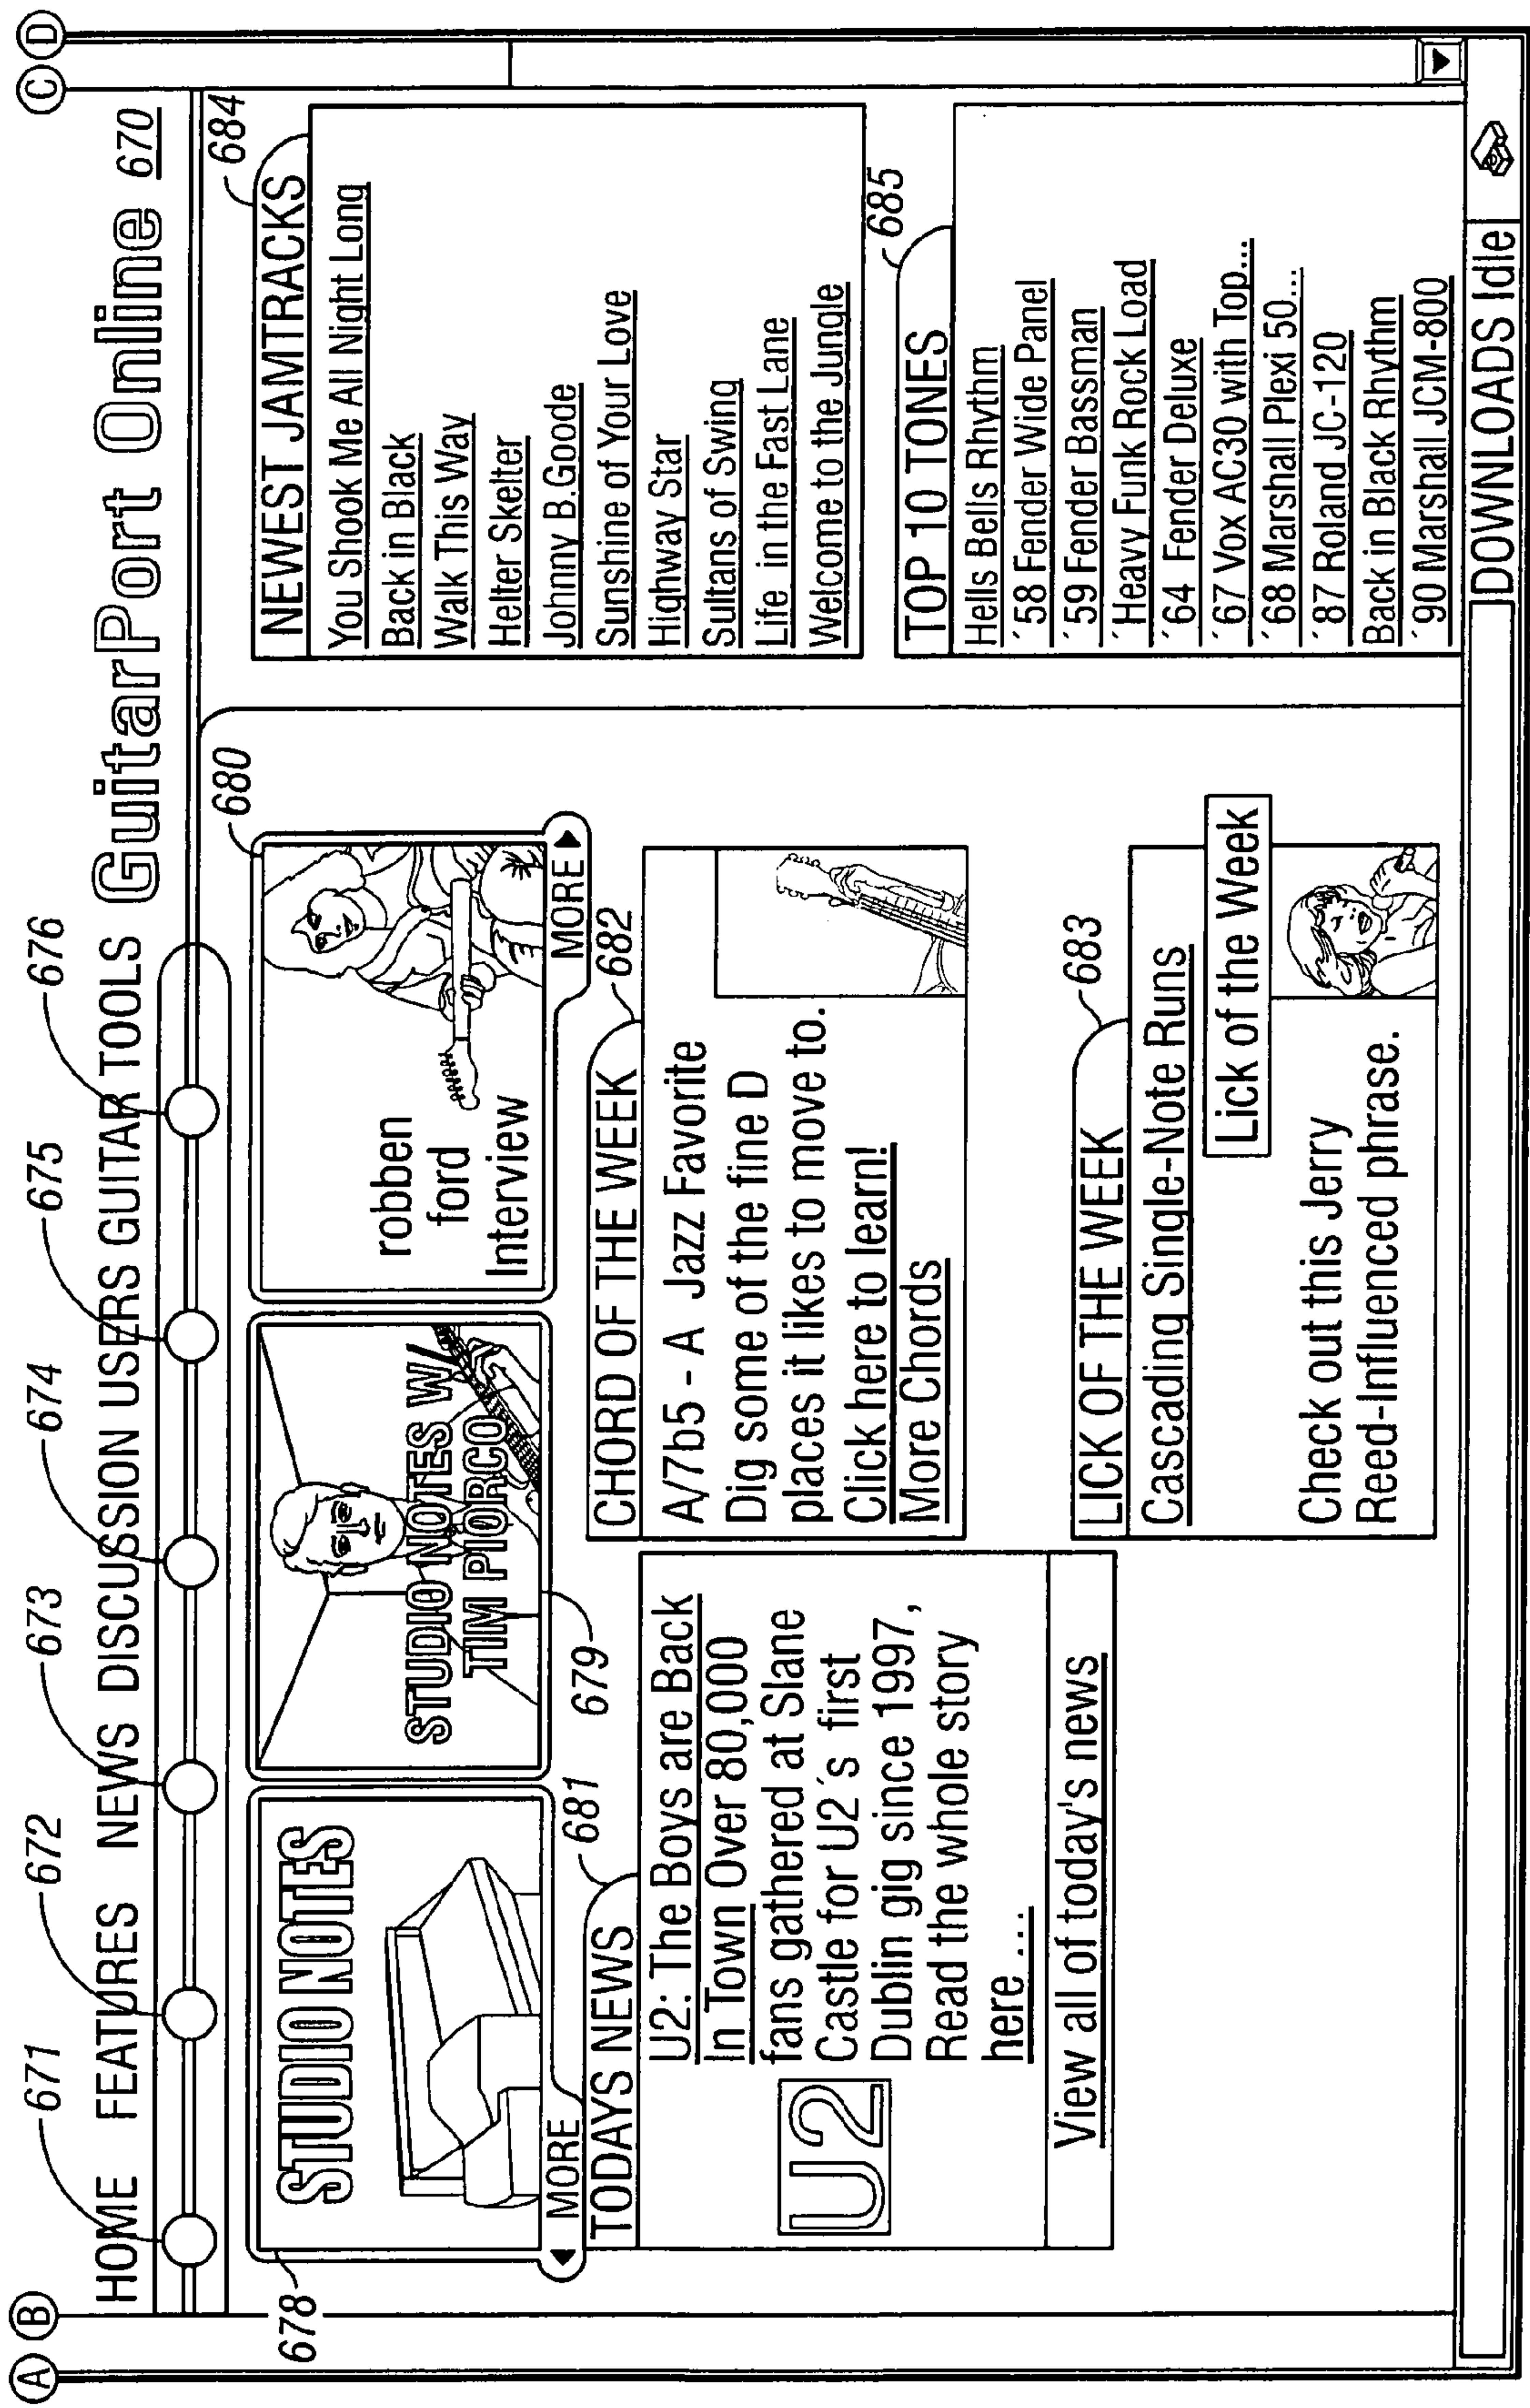 A B C D
671 672 673 674 675 676
HOME FEATURES NEWS DISCUSSION USERS GUITAR TOOLS GuitarPort Online 670
678
STUDIO NOTES
MORE
STUDIO NOTES W/
TIM PIORCO
679
680
robben
ford
Interview
MORE
681
TODAYS NEWS
U2
U2: The Boys are Back
In Town Over 80,000
fans gathered at Slane
Castle for U2´s first
Dublin gig since 1997,
Read the whole story
here ...
View all of today's news
682
CHORD OF THE WEEK
A/7b5 - A Jazz Favorite
Dig some of the fine D
places it likes to move to.
Click here to learn!
More Chords
683
LICK OF THE WEEK
Cascading Single-Note Runs
Lick of the Week
Check out this Jerry
Reed-Influenced phrase.
684
NEWEST JAMTRACKS
You Shook Me All Night Long
Back in Black
Walk This Way
Helter Skelter
Johnny B.Goode
Sunshine of Your Love
Highway Star
Sultans of Swing
Life in the Fast Lane
Welcome to the Jungle
685
TOP 10 TONES
Hells Bells Rhythm
´58 Fender Wide Panel
´59 Fender Bassman
´Heavy Funk Rock Load
´64 Fender Deluxe
´67 Vox AC30 with Top...
´68 Marshall Plexi 50...
´87 Roland JC-120
Back in Black Rhythm
´90 Marshall JCM-800
DOWNLOADS Idle